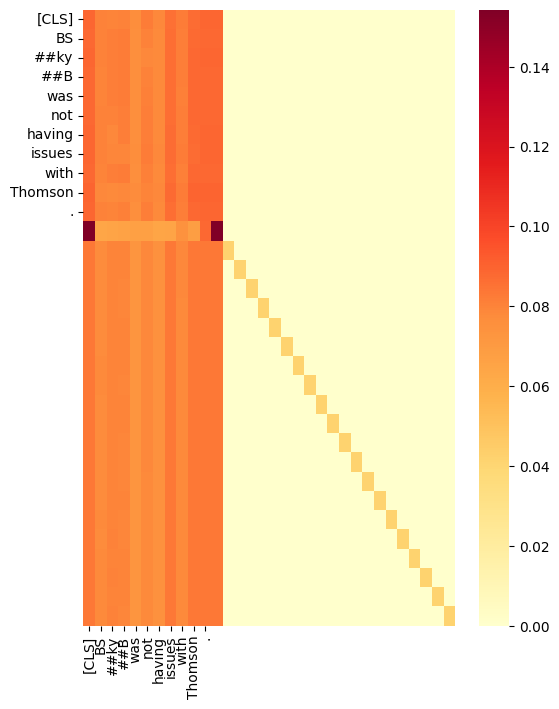 [CLS]
BS
##ky
##B
was
not
having
issues
with
Thomson
.
0.14
0.12
0.10
0.08
0.06
0.04
0.02
0.00
[CLS]
BS
##ky
##B
was
not
having
issues
with
Thomson
.